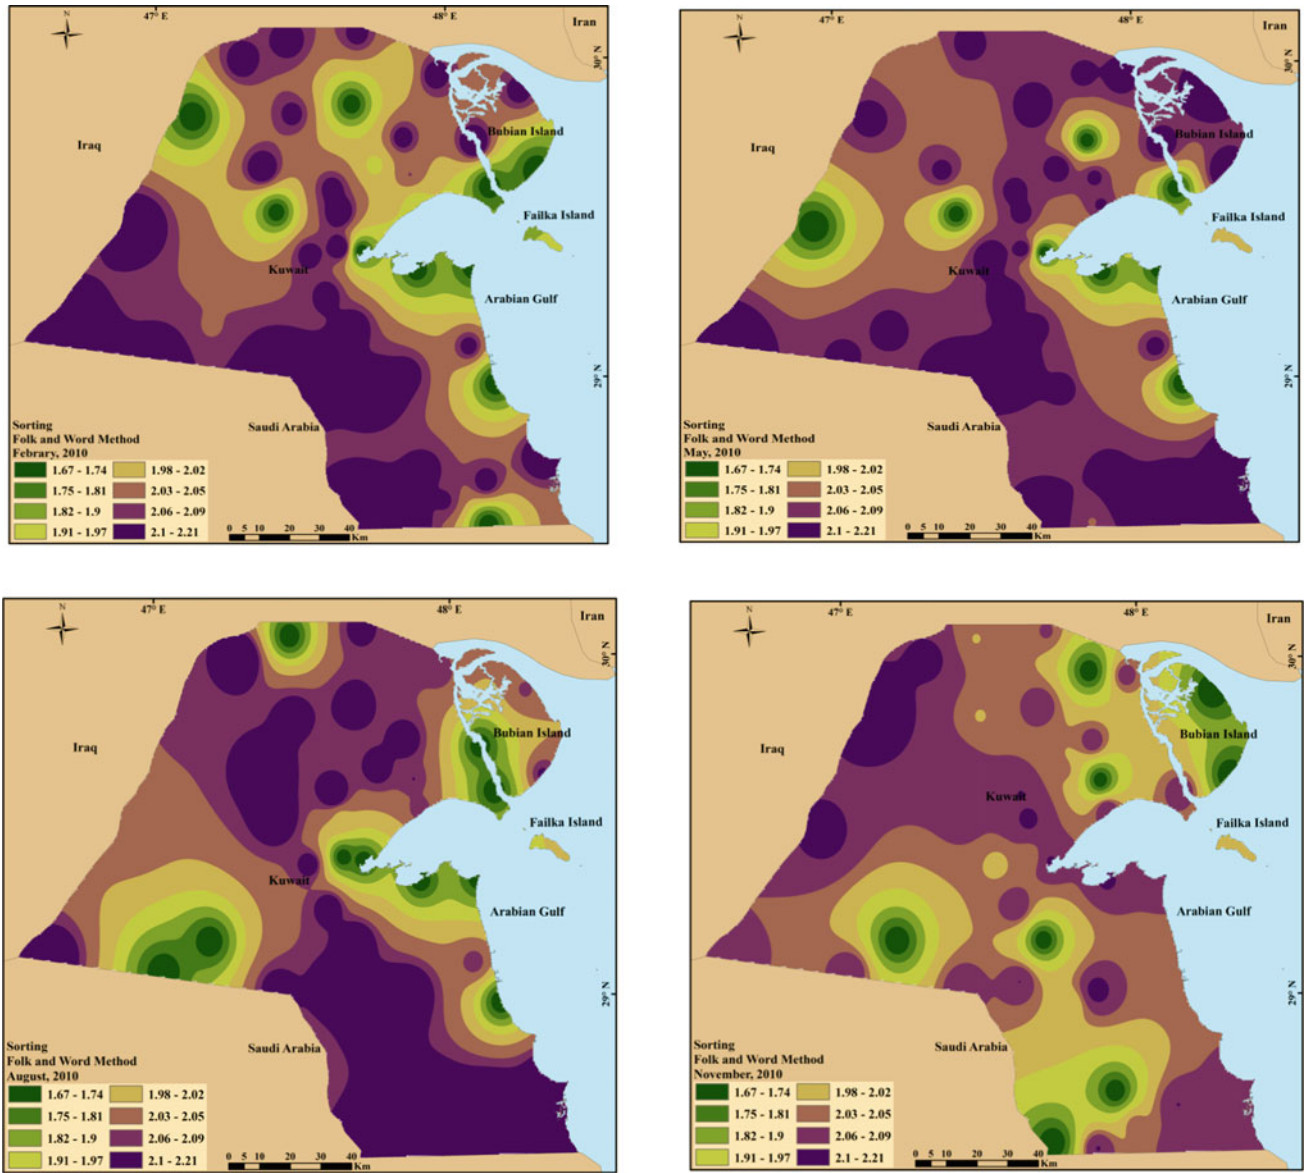 47° E
48° E
Iran
N
30° N
Iraq
Bubian Island
Failka Island
Kuwait
Arabian Gulf
29° N
Saudi Arabia
Sorting
Folk and Word Method
Februry, 2010
1.67 - 1.74
1.98 - 2.02
1.75 - 1.81
2.03 - 2.05
1.82 - 1.9
2.06 - 2.09
1.91 - 1.97
2.1 - 2.21
0 5 10 20 30 40
Km
47° E
48° E
Iran
N
30° N
Iraq
Bubian Island
Failka Island
Kuwait
Arabian Gulf
29° N
Saudi Arabia
Sorting
Folk and Word Method
May, 2010
1.67 - 1.74
1.98 - 2.02
1.75 - 1.81
2.03 - 2.05
1.82 - 1.9
2.06 - 2.09
1.91 - 1.97
2.1 - 2.21
0 5 10 20 30 40
Km
47° E
48° E
Iran
N
30° N
Iraq
Bubian Island
Failka Island
Kuwait
Arabian Gulf
29° N
Saudi Arabia
Sorting
Folk and Word Method
August, 2010
1.67 - 1.74
1.98 - 2.02
1.75 - 1.81
2.03 - 2.05
1.82 - 1.9
2.06 - 2.09
1.91 - 1.97
2.1 - 2.21
0 5 10 20 30 40
Km
47° E
48° E
Iran
N
30° N
Iraq
Bubian Island
Kuwait
Failka Island
Arabian Gulf
29° N
Saudi Arabia
Sorting
Folk and Word Method
November, 2010
1.67 - 1.74
1.98 - 2.02
1.75 - 1.81
2.03 - 2.05
1.82 - 1.9
2.06 - 2.09
1.91 - 1.97
2.1 - 2.21
0 5 10 20 30 40
Km